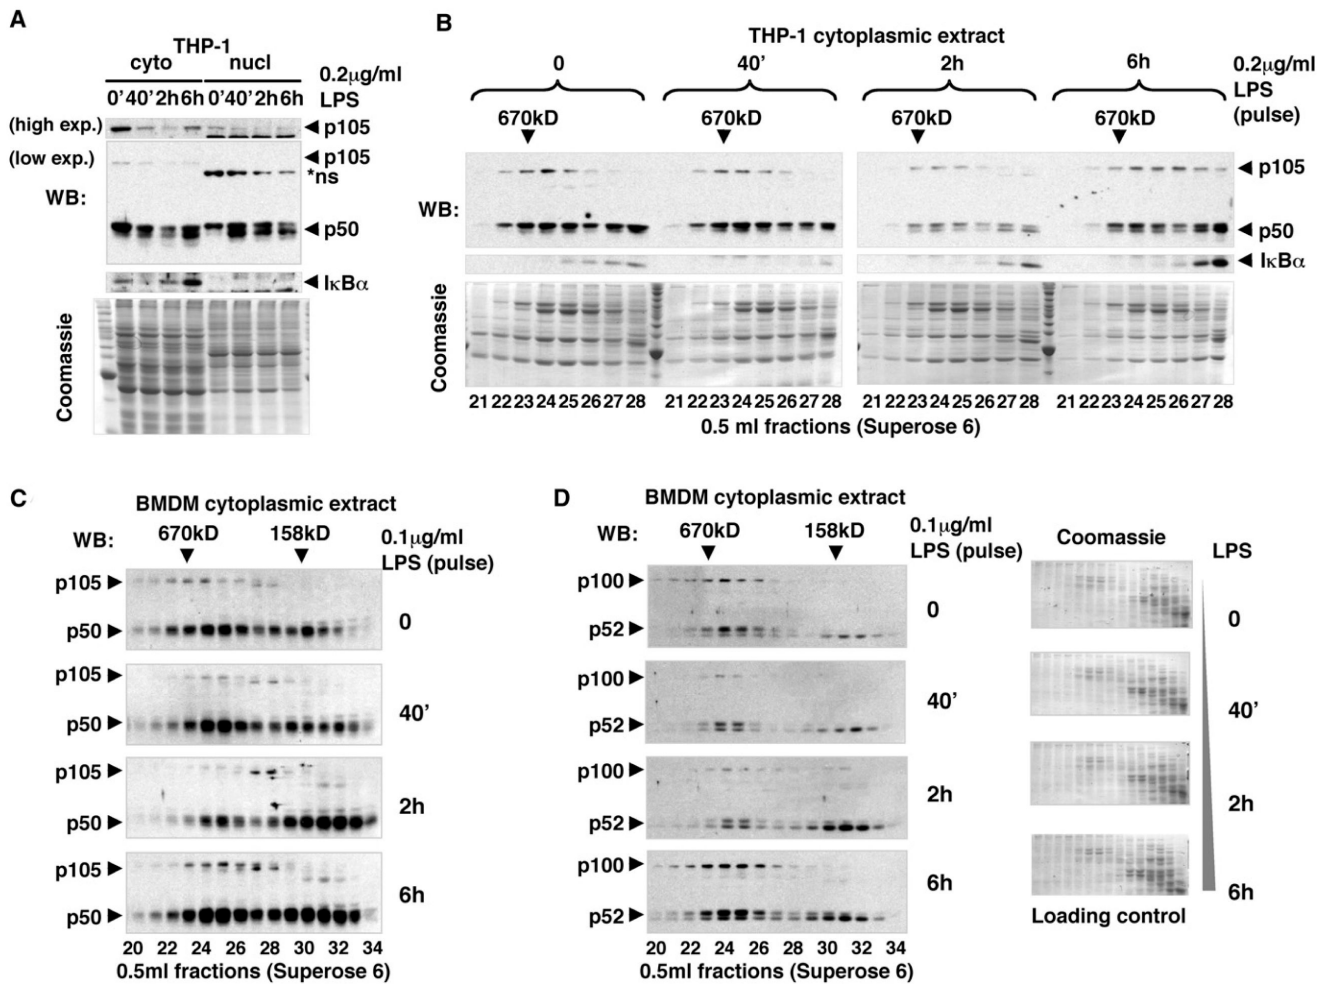 A
THP-1
cyto nucl
0.2μg/ml
LPS
0' 40' 2h 6h 0' 40' 2h 6h
(high exp.) p105
(low exp.) p105
*ns
WB:
p50
IκBα
Coomassie
B
THP-1 cytoplasmic extract
0 40' 2h 6h
0.2μg/ml
LPS
(pulse)
670kD 670kD 670kD 670kD
p105
WB:
p50
IκBα
Coomassie
21 22 23 24 25 26 27 28 21 22 23 24 25 26 27 28 21 22 23 24 25 26 27 28 21 22 23 24 25 26 27 28
0.5 ml fractions (Superose 6)
C
BMDM cytoplasmic extract
WB: 670kD 158kD
0.1μg/ml
LPS (pulse)
p105
p50
0
p105
p50
40'
p105
p50
2h
p105
p50
6h
20 22 24 26 28 30 32 34
0.5ml fractions (Superose 6)
D
BMDM cytoplasmic extract
WB: 670kD 158kD
0.1μg/ml
LPS (pulse)
p100
p52
0
p100
p52
40'
p100
p52
2h
p100
p52
6h
20 22 24 26 28 30 32 34
0.5ml fractions (Superose 6)
Coomassie
LPS
0
40'
2h
6h
Loading control